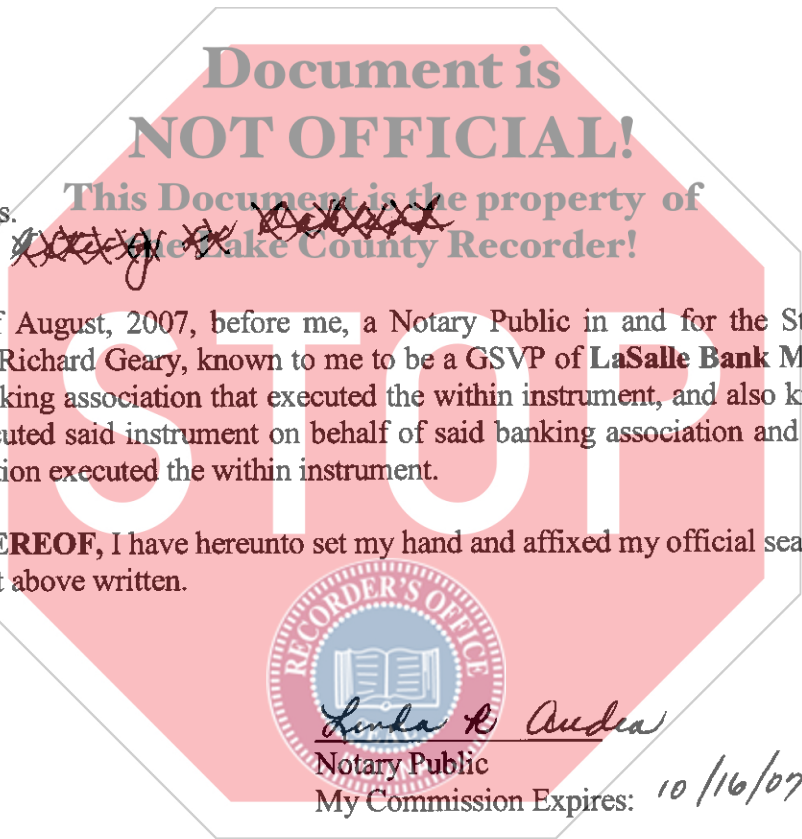 Document is
NOT OFFICIAL!
This Document is the property of
s.
the Lake County Recorder!
f August, 2007, before me, a Notary Public in and for the St
Richard Geary, known to me to be a GSVP of LaSalle Bank M
king association that executed the within instrument, and also k
uted said instrument on behalf of said banking association and
tion executed the within instrument.
STOP
EREOF, I have hereunto set my hand and affixed my official sea
t above written.
RECORDER'S OFFICE
SEAL
Linda R Audia
Notary Public
My Commission Expires: 10/16/07